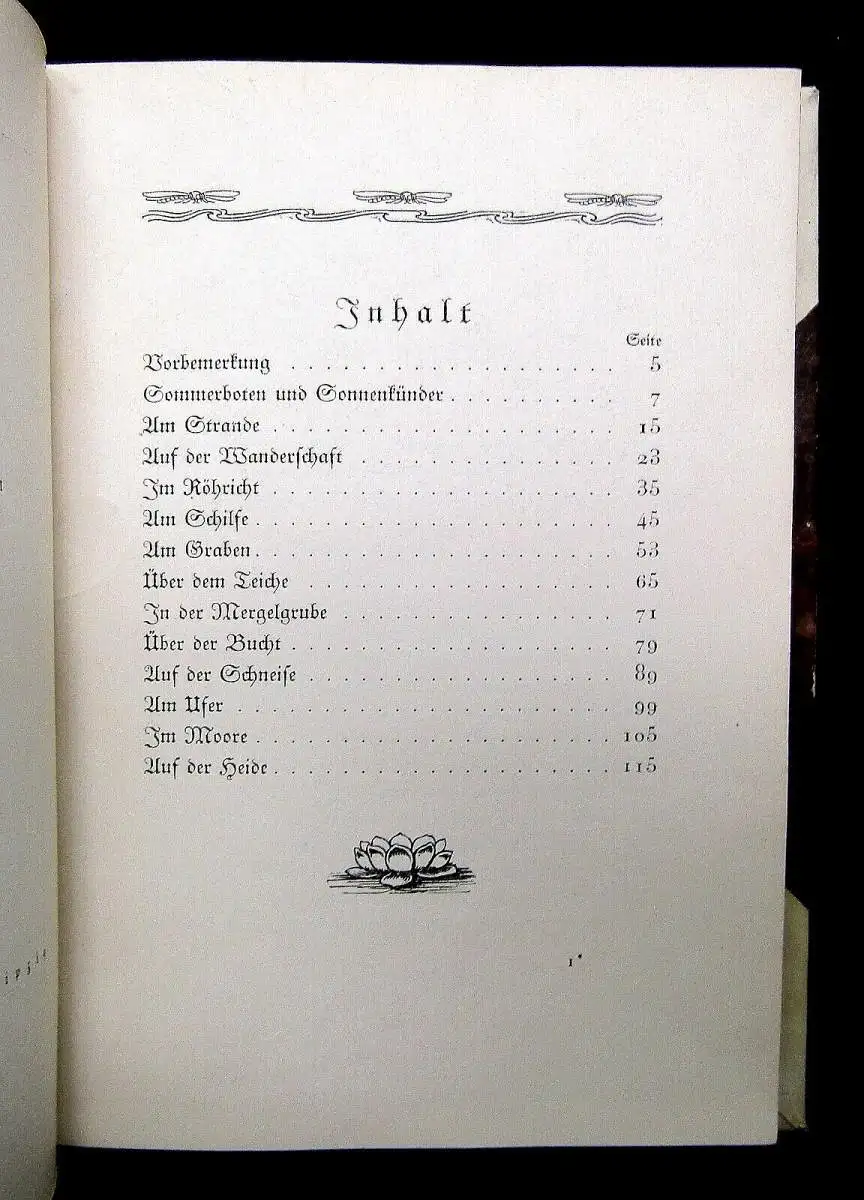 Inhalt
Seite
Vorbemerkung . . . . . . . . . . . . . . . . . . . 5
Sommerboten und Sonnenkünder . . . . . . . . . . 7
Am Strande . . . . . . . . . . . . . . . . . . . . 15
Auf der Wanderschaft . . . . . . . . . . . . . . . 23
Im Röhricht . . . . . . . . . . . . . . . . . . . . 35
Am Schilfe . . . . . . . . . . . . . . . . . . . . . 45
Am Graben . . . . . . . . . . . . . . . . . . . . . 53
Über dem Teiche . . . . . . . . . . . . . . . . . . 65
In der Mergelgrube . . . . . . . . . . . . . . . . 71
Über der Bucht . . . . . . . . . . . . . . . . . . . 79
Auf der Schneise . . . . . . . . . . . . . . . . . . 89
Am Ufer . . . . . . . . . . . . . . . . . . . . . . 99
Im Moore . . . . . . . . . . . . . . . . . . . . . 105
Auf der Heide . . . . . . . . . . . . . . . . . . . . 115
1*